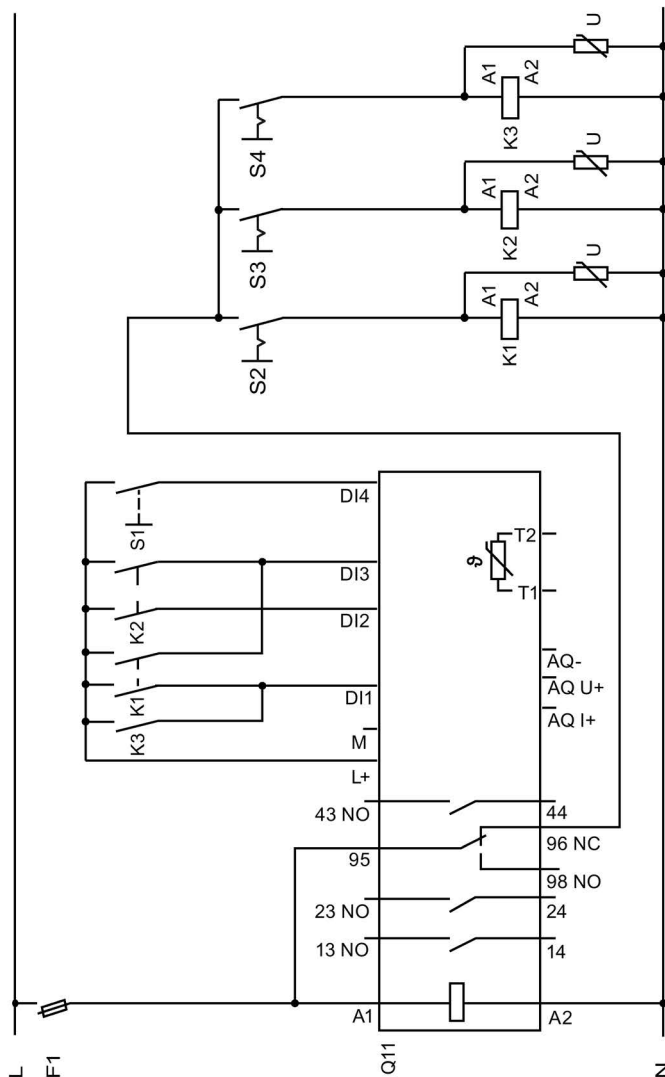 U
A1
A2
K3
S4
U
A1
A2
K2
S3
U
A1
A2
K1
S2
DI4
S1
T2
ϑ
DI3
T1
K2
DI2
AQ-
K1
DI1
AQ U+
AQ I+
K3
M
L+
43 NO
44
95
96 NC
98 NO
23 NO
24
13 NO
14
A1
A2
L
F1
Q11
N